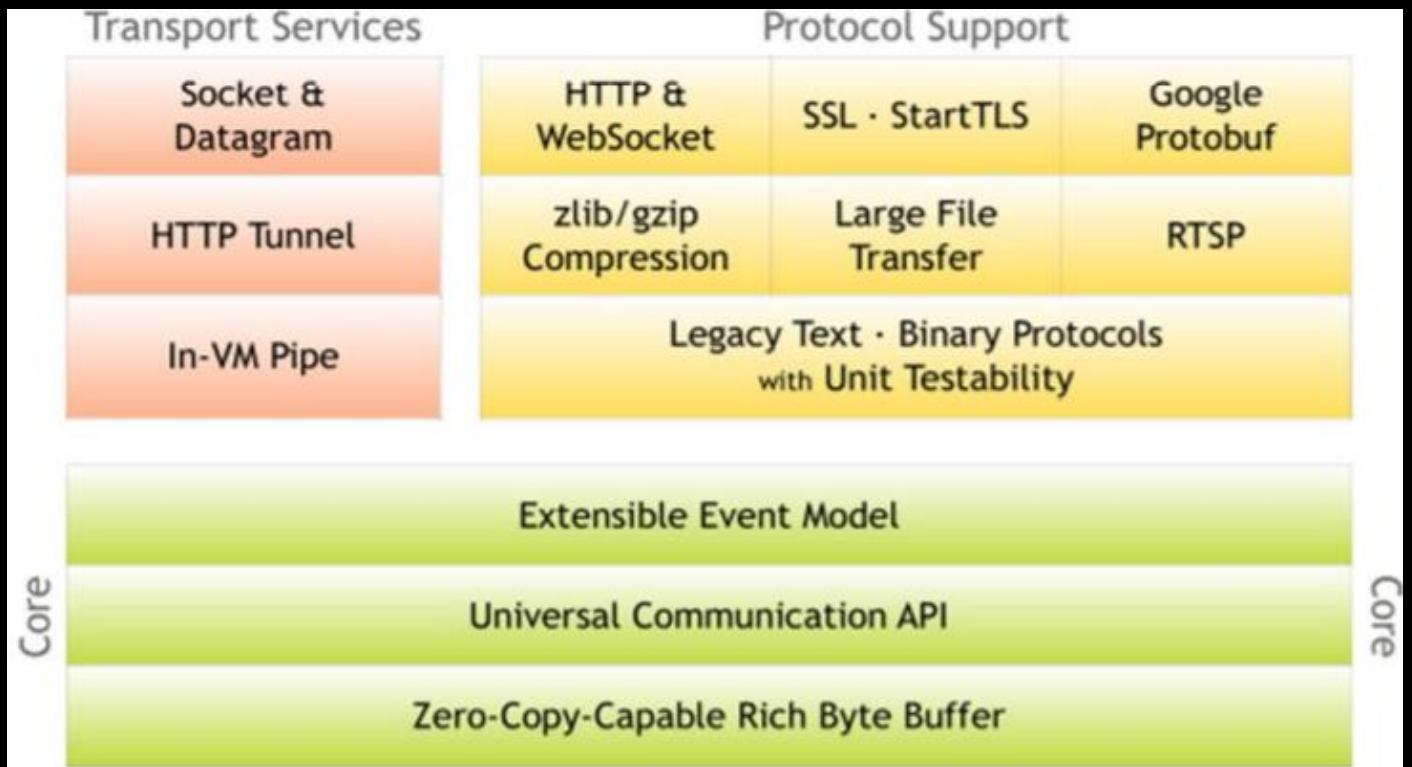 Transport Services
Protocol Support
Socket &
Datagram
HTTP &
WebSocket
SSL · StartTLS
Google
Protobuf
HTTP Tunnel
zlib/gzip
Compression
Large File
Transfer
RTSP
In-VM Pipe
Legacy Text · Binary Protocols
with Unit Testability
Core
Extensible Event Model
Universal Communication API
Zero-Copy-Capable Rich Byte Buffer
Core